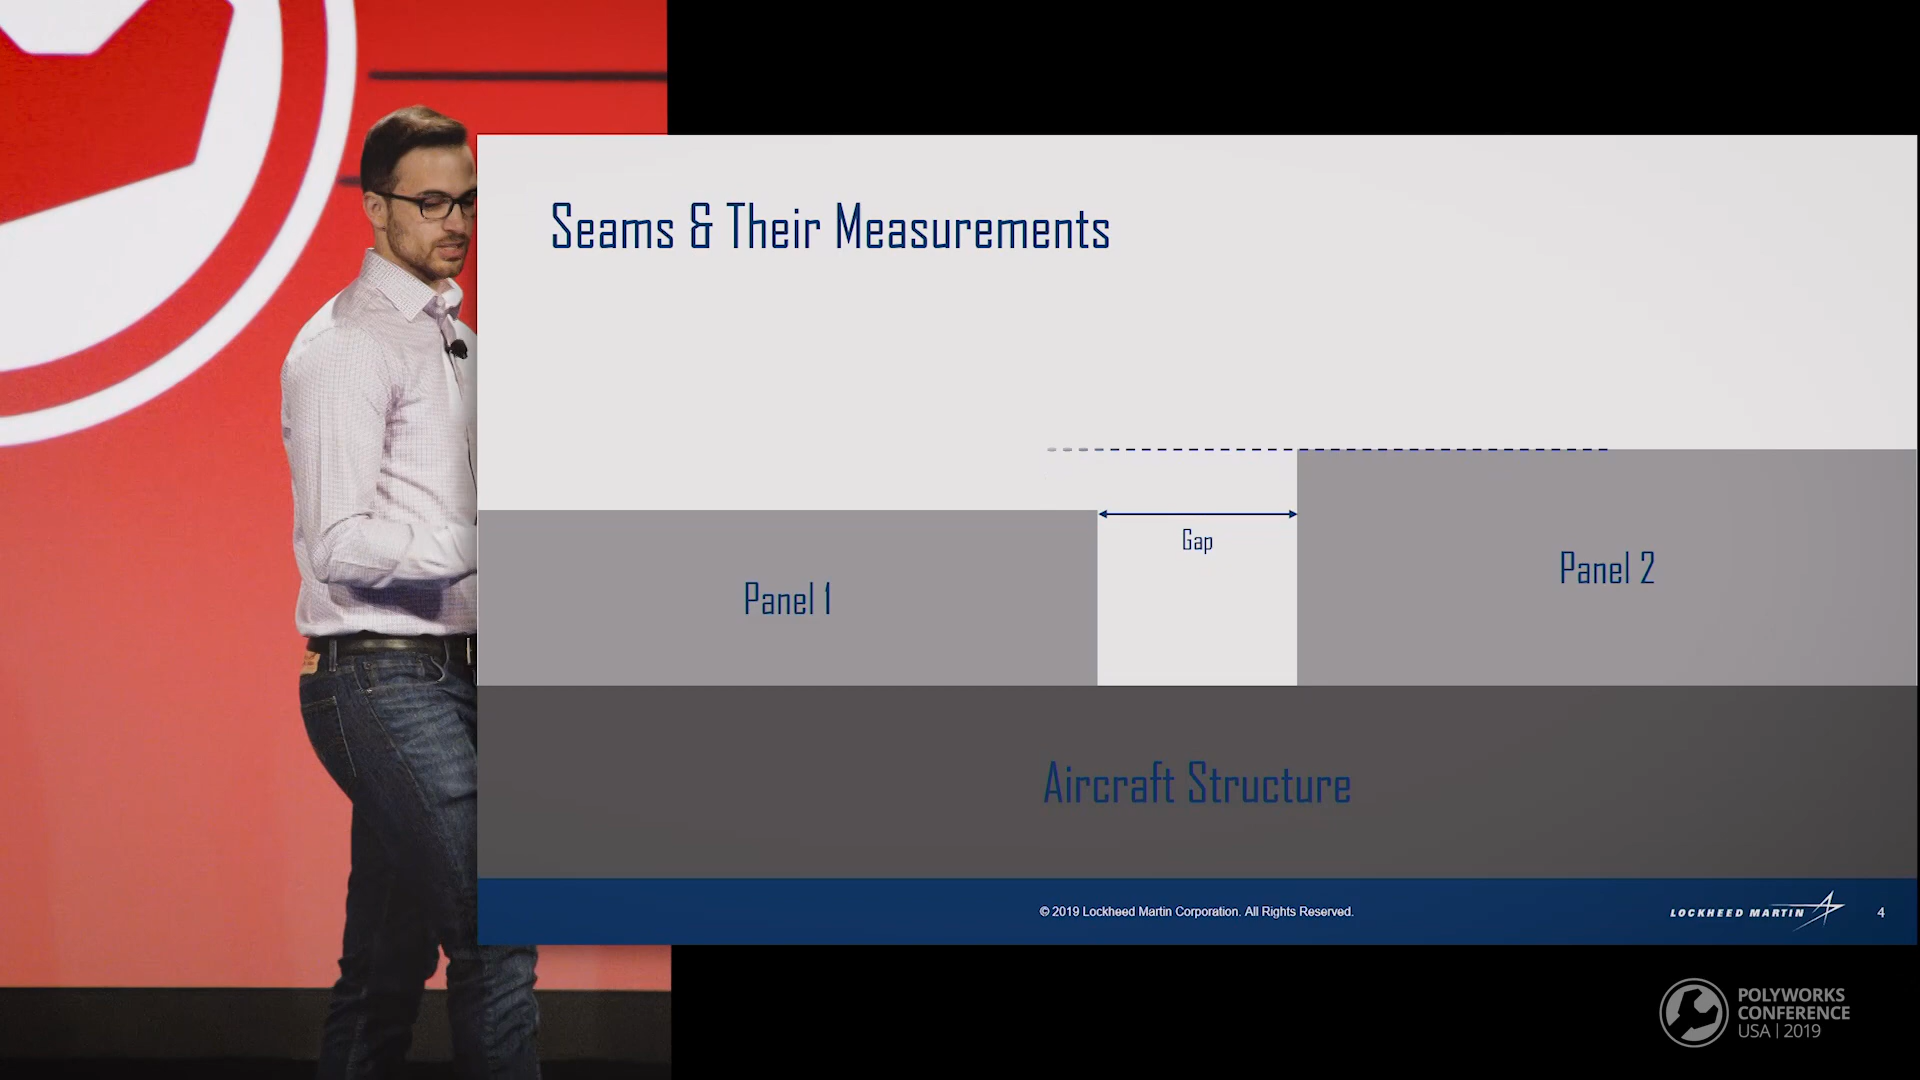 Seams & Their Measurements
Gap
Panel 1
Panel 2
Aircraft Structure
© 2019 Lockheed Martin Corporation. All Rights Reserved.
LOCKHEED MARTIN
4
POLYWORKS
CONFERENCE
USA | 2019